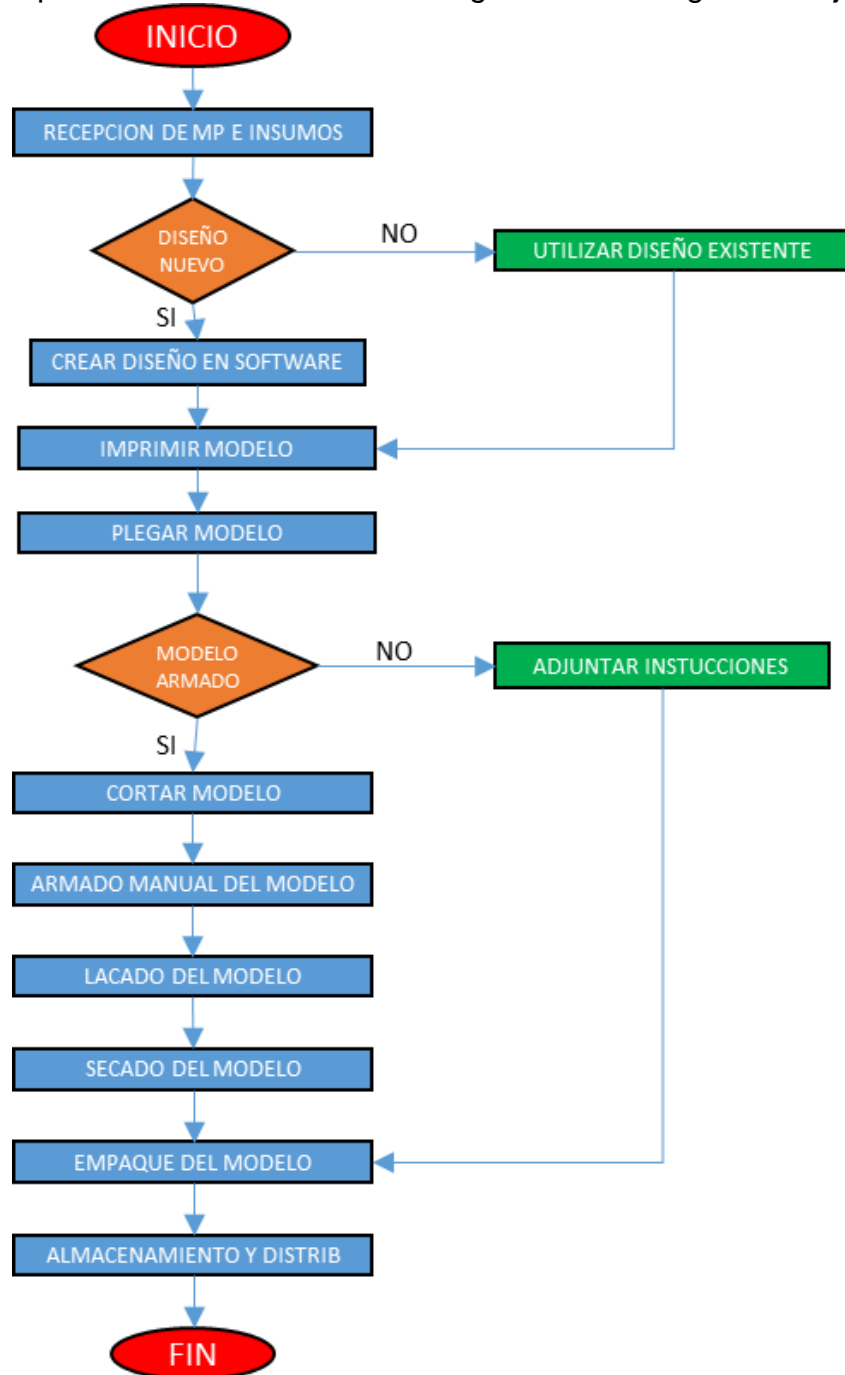 INICIO
RECEPCION DE MP E INSUMOS
DISEÑO
NUEVO
NO
UTILIZAR DISEÑO EXISTENTE
SI
CREAR DISEÑO EN SOFTWARE
IMPRIMIR MODELO
PLEGAR MODELO
MODELO
ARMADO
NO
ADJUNTAR INSTUCCIONES
SI
CORTAR MODELO
ARMADO MANUAL DEL MODELO
LACADO DEL MODELO
SECADO DEL MODELO
EMPAQUE DEL MODELO
ALMACENAMIENTO Y DISTRIB
FIN